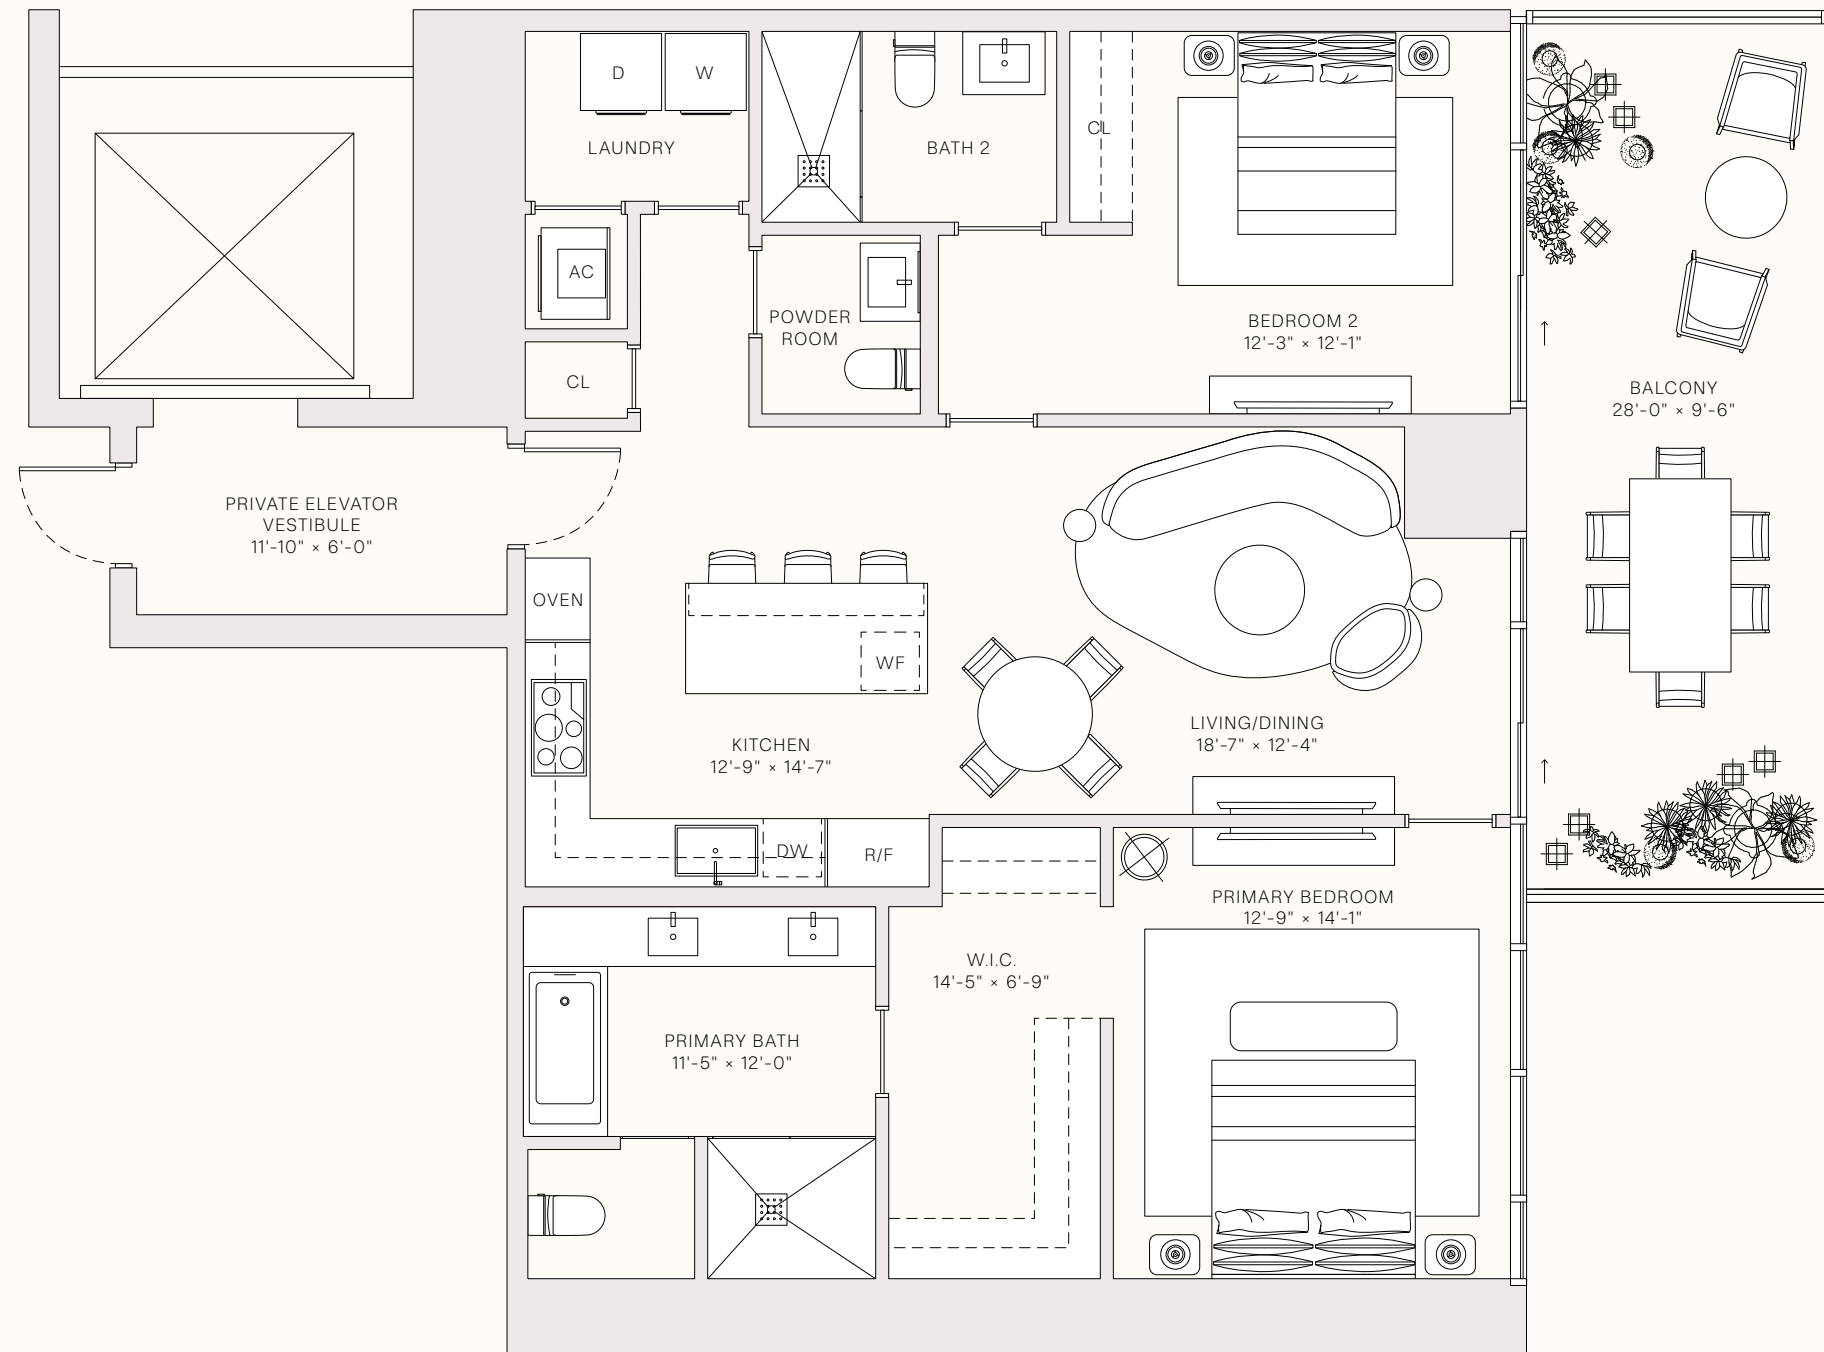 D
W
LAUNDRY
BATH 2
CL
AC
POWDER
ROOM
CL
BEDROOM 2
12'-3" × 12'-1"
BALCONY
28'-0" × 9'-6"
PRIVATE ELEVATOR
VESTIBULE
11'-10" × 6'-0"
OVEN
WF
KITCHEN
12'-9" × 14'-7"
LIVING/DINING
18'-7" × 12'-4"
DW
R/F
PRIMARY BEDROOM
12'-9" × 14'-1"
W.I.C.
14'-5" × 6'-9"
PRIMARY BATH
11'-5" × 12'-0"